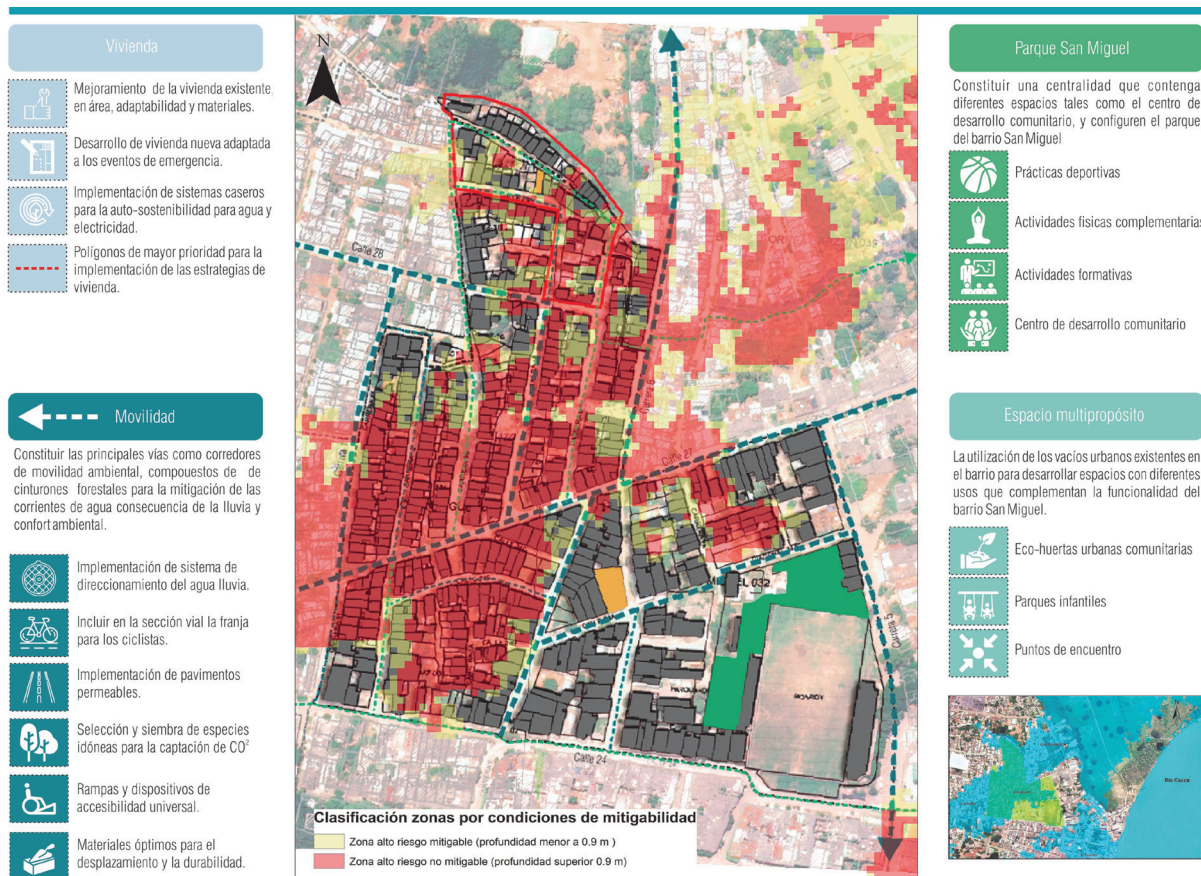 Vivienda
Mejoramiento de la vivienda existente
en área, adaptabilidad y materiales.
Desarrollo de vivienda nueva adaptada
a los eventos de emergencia.
Implementación de sistemas caseros
para la auto-sostenibilidad para agua y
electricidad.
Polígonos de mayor prioridad para la
implementación de las estrategias de
vivienda.
Movilidad
Constituir las principales vías como corredores
de movilidad ambiental, compouestos de de
cinturones forestales para la mitigación de las
corrientes de agua consecuencia de la lluvia y
confort ambiental.
Implementación de sistema de
direccionamiento del agua lluvia.
Incluir en la sección vial la franja
para los ciclistas.
Implementación de pavimentos
permeables.
Selección y siembra de especies
idóneas para la captación de CO²
Rampas y dispositivos de
accesibilidad universal.
Materiales óptimos para el
desplazamiento y la durabilidad.
N
Calle 28
Carrera 8
Calle 27
Carrera 5
Calle 24
Clasificación zonas por condiciones de mitigabilidad
Zona alto riesgo mitigable (profundidad menor a 0.9 m )
Zona alto riesgo no mitigable (profundidad superior 0.9 m)
Parque San Miguel
Constituir una centralidad que contenga
diferentes espacios tales como el centro de
desarrollo comunitario, y configuren el parque
del barrio San Miguel
Prácticas deportivas
Actividades fisicas complementarias
Actividades formativas
Centro de desarrollo comunitario
Espacio multipropósito
La utilización de los vacíos urbanos existentes en
el barrio para desarrollar espacios con diferentes
usos que complementan la funcionalidad del
barrio San Miguel.
Eco-huertas urbanas comunitarias
Parques infantiles
Puntos de encuentro
Río Cauca